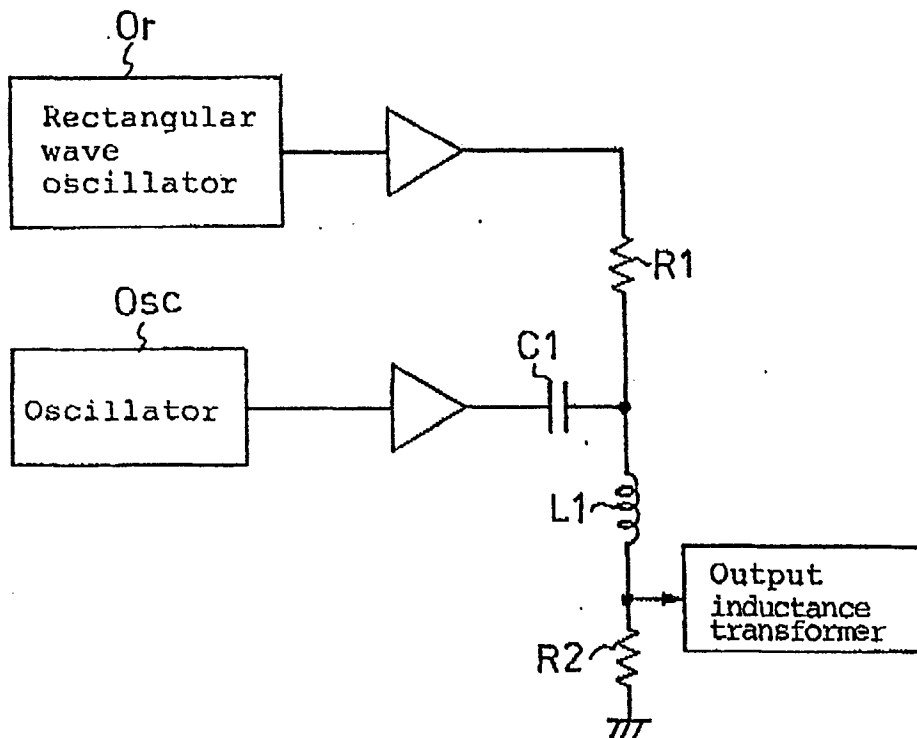 Or
Rectangular
wave
oscillator
R1
Osc
C1
Oscillator
L1
Output
inductance
transformer
R2